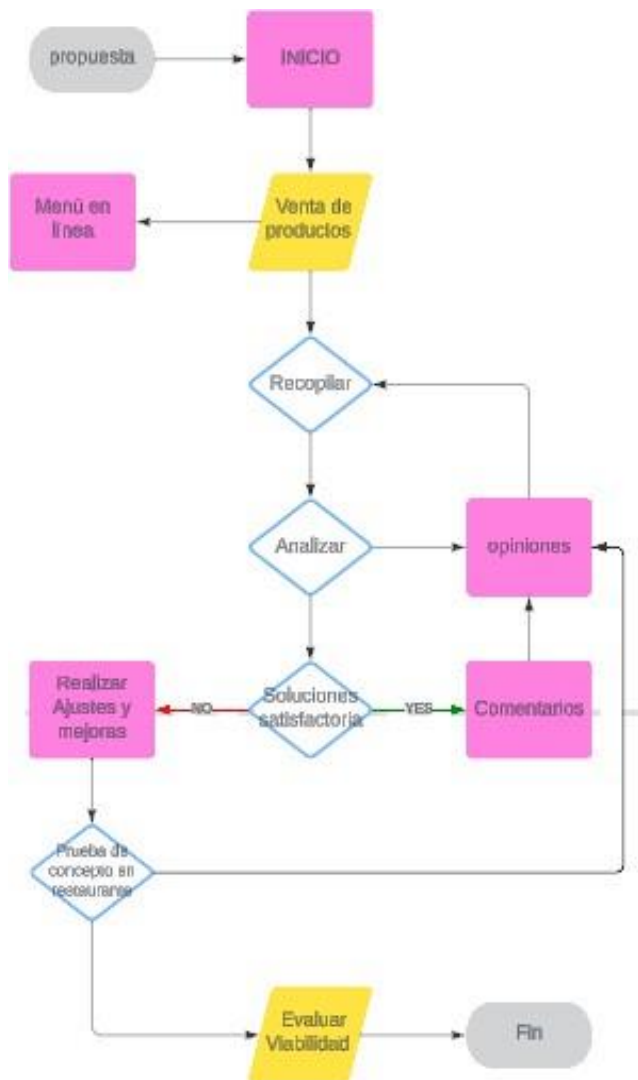 propuesta
INICIO
Menú en
línea
Venta de
productos
Recopilar
Analizar
opiniones
Realizar
Ajustes y
mejoras
NO
Soluciones
satisfactoria
YES
Comentarios
Prueba de
concepto en
restaurante
Evaluar
Viabilidad
Fin